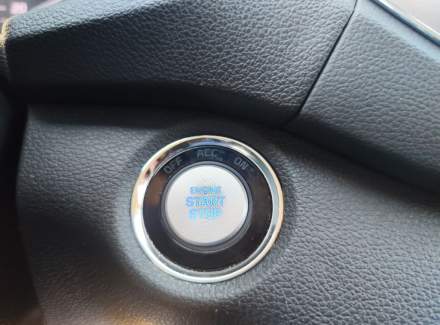 OFF ACC ON
ENGINE
START
STOP